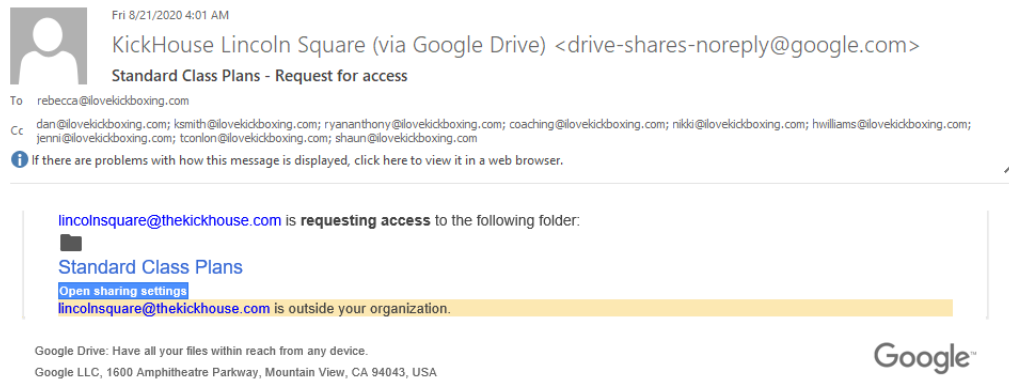 Fri 8/21/2020 4:01 AM
KickHouse Lincoln Square (via Google Drive) <drive-shares-noreply@google.com>
Standard Class Plans - Request for access
To rebecca@ilovekickboxing.com
Cc dan@ilovekickboxing.com; ksmith@ilovekickboxing.com; ryananthony@ilovekickboxing.com; coaching@ilovekickboxing.com; nikki@ilovekickboxing.com; hwilliams@ilovekickboxing.com;
jenni@ilovekickboxing.com; tconlon@ilovekickboxing.com; shaun@ilovekickboxing.com
If there are problems with how this message is displayed, click here to view it in a web browser.
lincolnsquare@thekickhouse.com is requesting access to the following folder:
Standard Class Plans
Open sharing settings
lincolnsquare@thekickhouse.com is outside your organization.
Google Drive: Have all your files within reach from any device.
Google LLC, 1600 Amphitheatre Parkway, Mountain View, CA 94043, USA
Google™